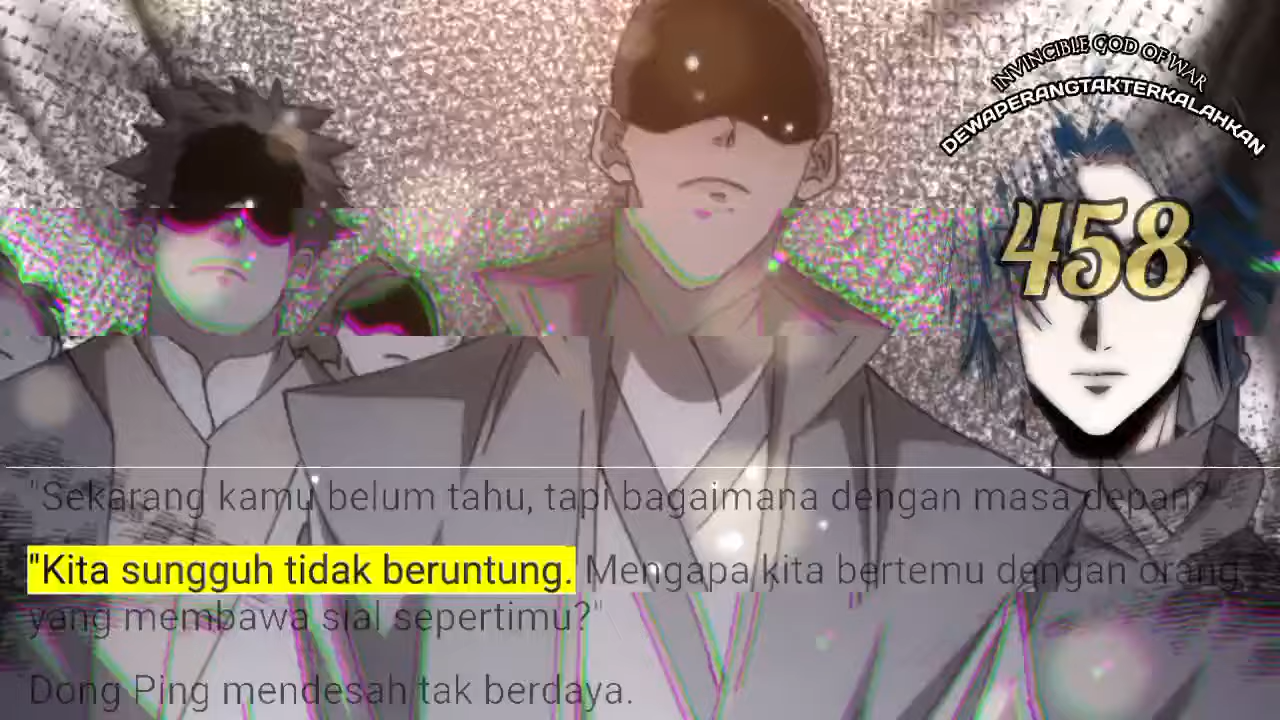 INVINCIBLE GOD OF WAR
DEWAPERANGTAKTERKALAHKAN
458
"Sekarang kamu belum tahu, tapi bagaimana dengan masa depan?"
"Kita sungguh tidak beruntung. Mengapa kita bertemu dengan orang
yang membawa sial sepertimu?"
Dong Ping mendesah tak berdaya.